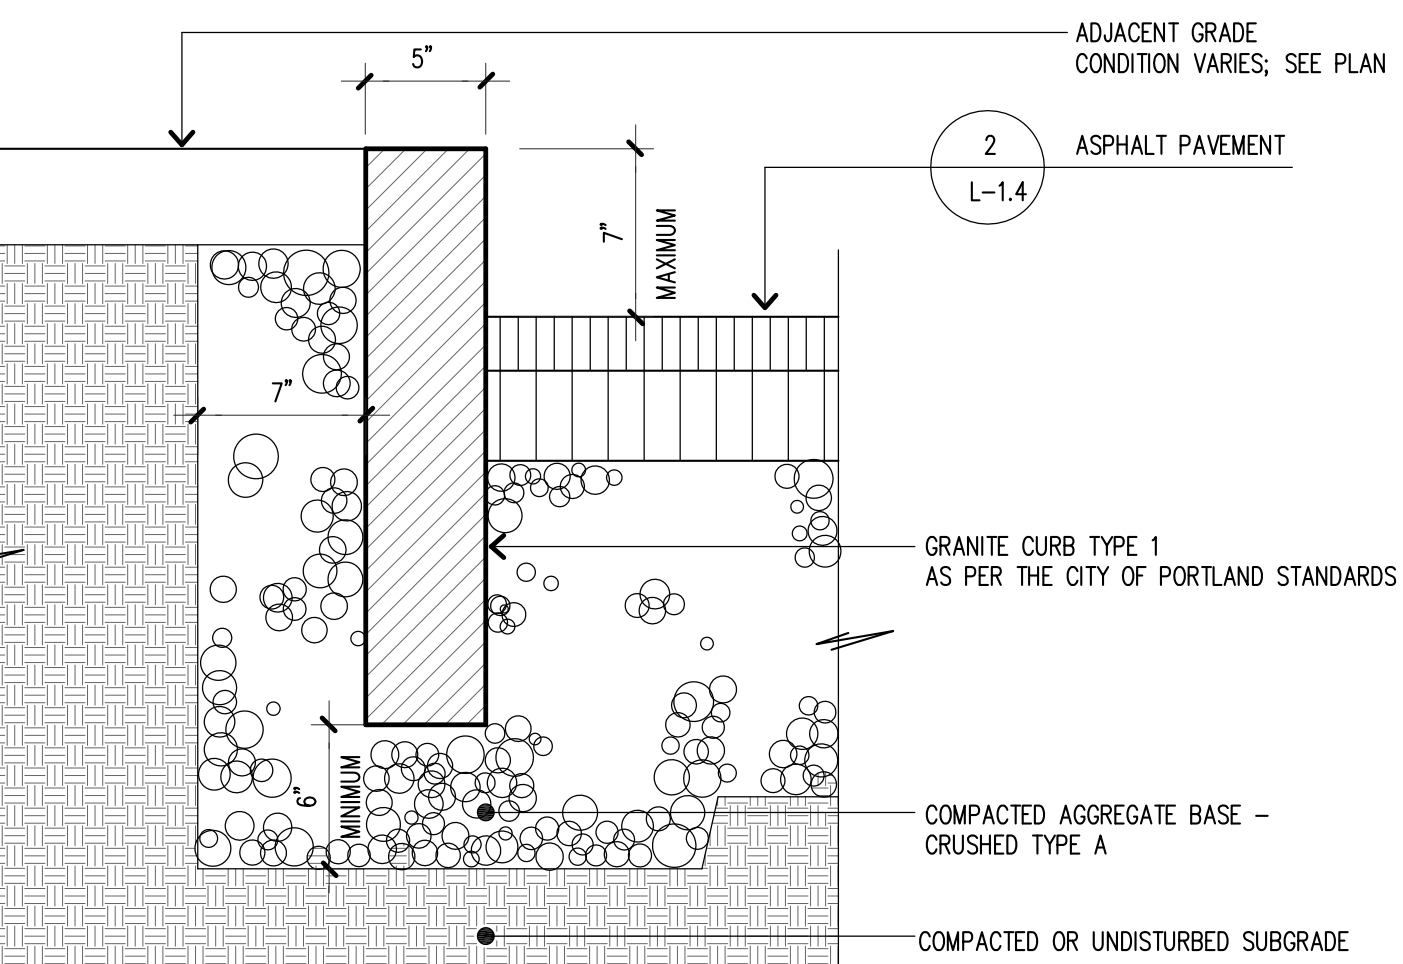 ADJACENT GRADE
CONDITION VARIES; SEE PLAN
5"
2
L-1.4
ASPHALT PAVEMENT
7"
MAXIMUM
7"
GRANITE CURB TYPE 1
AS PER THE CITY OF PORTLAND STANDARDS
6"
MINIMUM
COMPACTED AGGREGATE BASE -
CRUSHED TYPE A
COMPACTED OR UNDISTURBED SUBGRADE